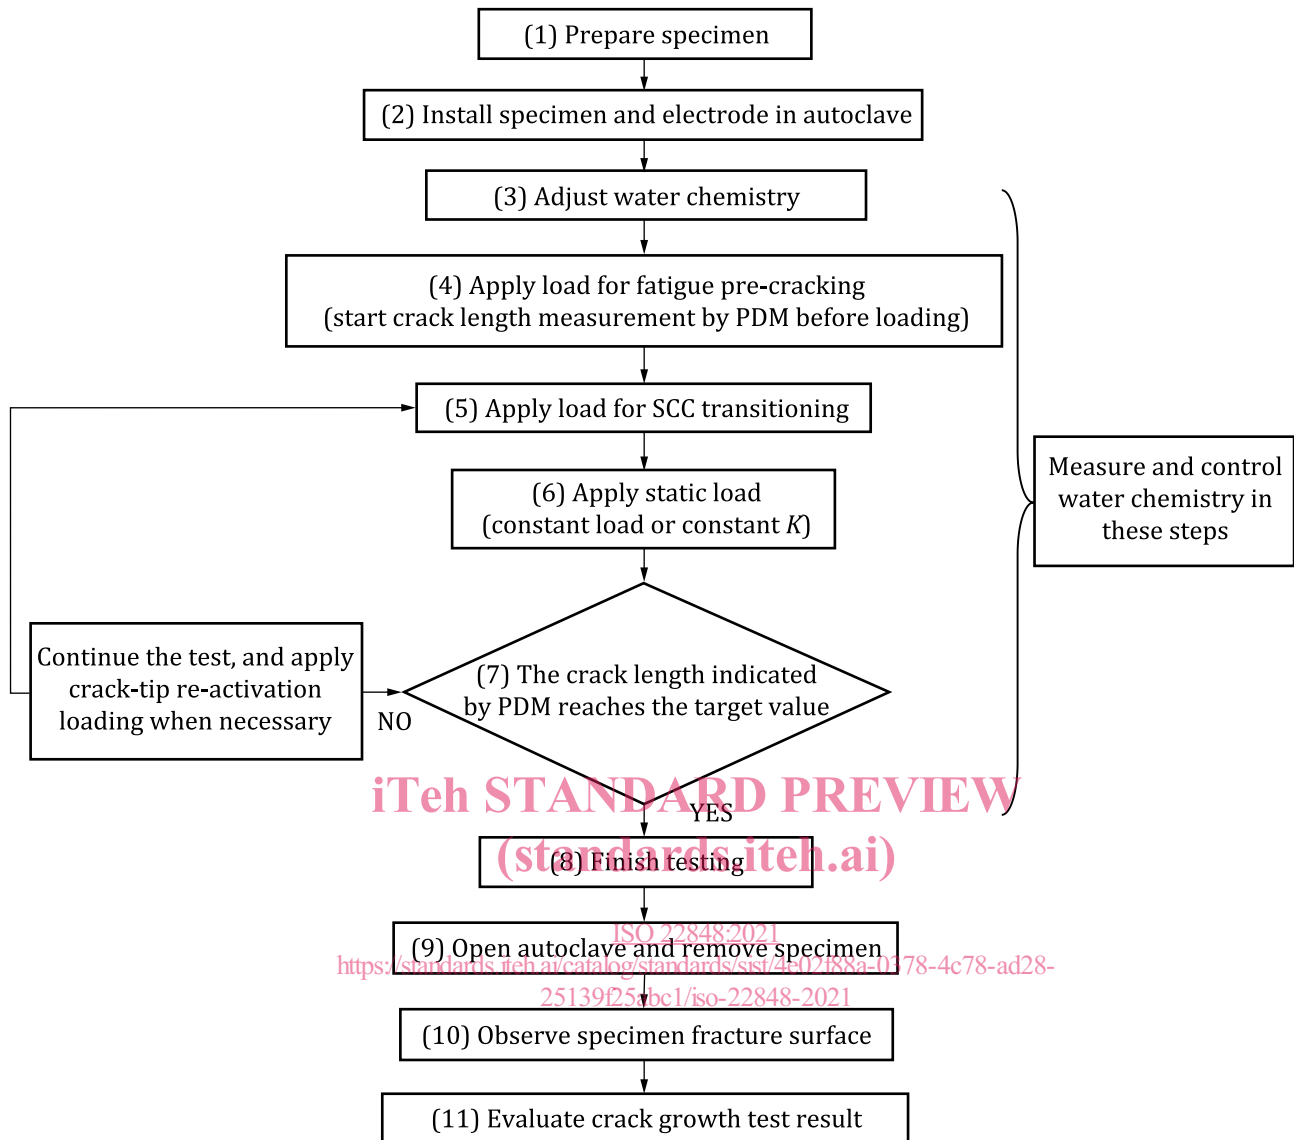 (1) Prepare specimen
(2) Install specimen and electrode in autoclave
(3) Adjust water chemistry
(4) Apply load for fatigue pre-cracking
(start crack length measurement by PDM before loading)
(5) Apply load for SCC transitioning
(6) Apply static load
(constant load or constant K)
Measure and control
water chemistry in
these steps
Continue the test, and apply
crack-tip re-activation
loading when necessary
NO
(7) The crack length indicated
by PDM reaches the target value
iTeh STANDARD PREVIEW
YES
(standards.iteh.ai)
(8) Finish testing
ISO 22848:2021
(9) Open autoclave and remove specimen
https://standards.iteh.ai/catalog/standards/sist/4e02f88a-0378-4c78-ad28-
25139f25abc1/iso-22848-2021
(10) Observe specimen fracture surface
(11) Evaluate crack growth test result